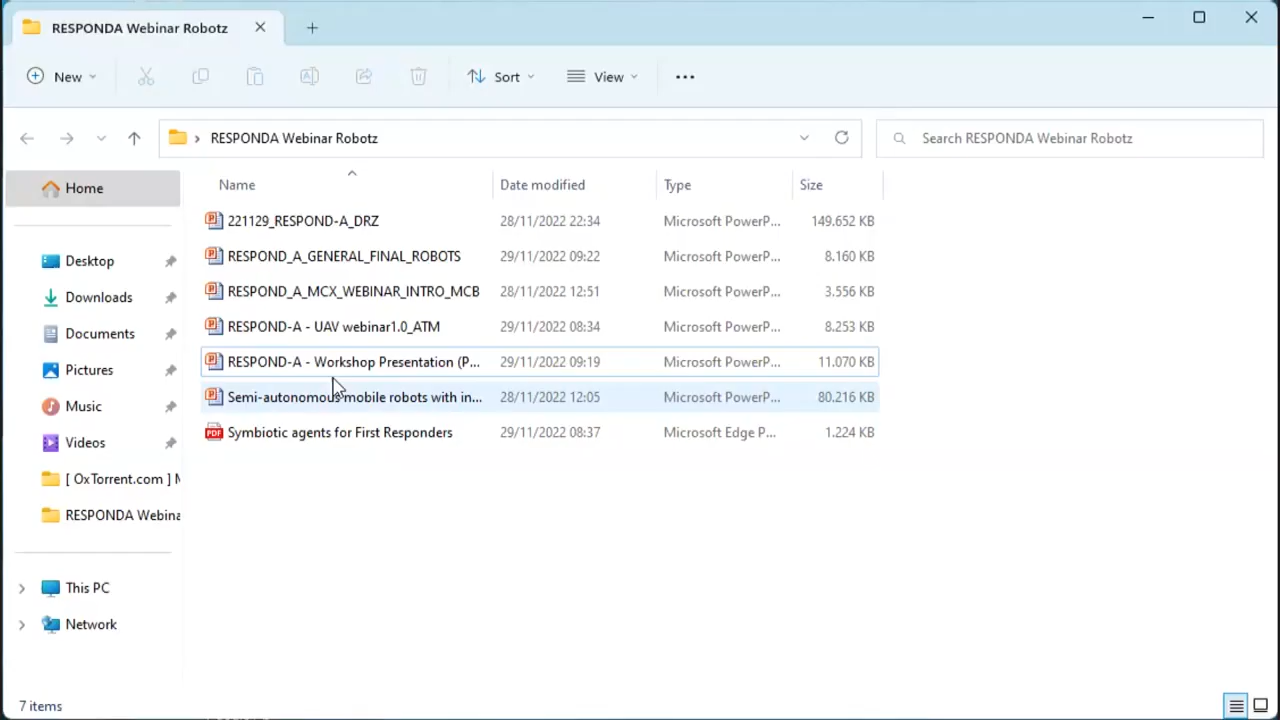 RESPONDA Webinar Robotz
New
Sort
View
RESPONDA Webinar Robotz
Search RESPONDA Webinar Robotz
Home
Name Date modified Type Size
221129_RESPOND-A_DRZ 28/11/2022 22:34 Microsoft PowerP... 149.652 KB
RESPOND_A_GENERAL_FINAL_ROBOTS 29/11/2022 09:22 Microsoft PowerP... 8.160 KB
RESPOND_A_MCX_WEBINAR_INTRO_MCB 28/11/2022 12:51 Microsoft PowerP... 3.556 KB
RESPOND-A - UAV webinar1.0_ATM 29/11/2022 08:34 Microsoft PowerP... 8.253 KB
RESPOND-A - Workshop Presentation (P... 29/11/2022 09:19 Microsoft PowerP... 11.070 KB
Semi-autonomous mobile robots with in... 28/11/2022 12:05 Microsoft PowerP... 80.216 KB
Symbiotic agents for First Responders 29/11/2022 08:37 Microsoft Edge P... 1.224 KB
Desktop
Downloads
Documents
Pictures
Music
Videos
[ OxTorrent.com ] M
RESPONDA Webina
This PC
Network
7 items